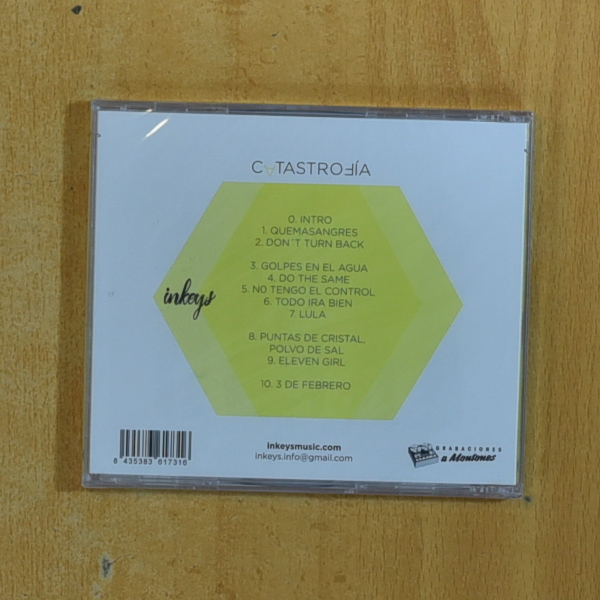 CATASTROFÍA
0. INTRO
1. QUEMASANGRES
2. DON´T TURN BACK
3. GOLPES EN EL AGUA
4. DO THE SAME
5. NO TENGO EL CONTROL
6. TODO IRA BIEN
7. LULA
inkeys
8. PUNTAS DE CRISTAL,
POLVO DE SAL
9. ELEVEN GIRL
10. 3 DE FEBRERO
8 435383 617316
inkeysmusic.com
inkeys.info@gmail.com
GRABACIONES
a Montones